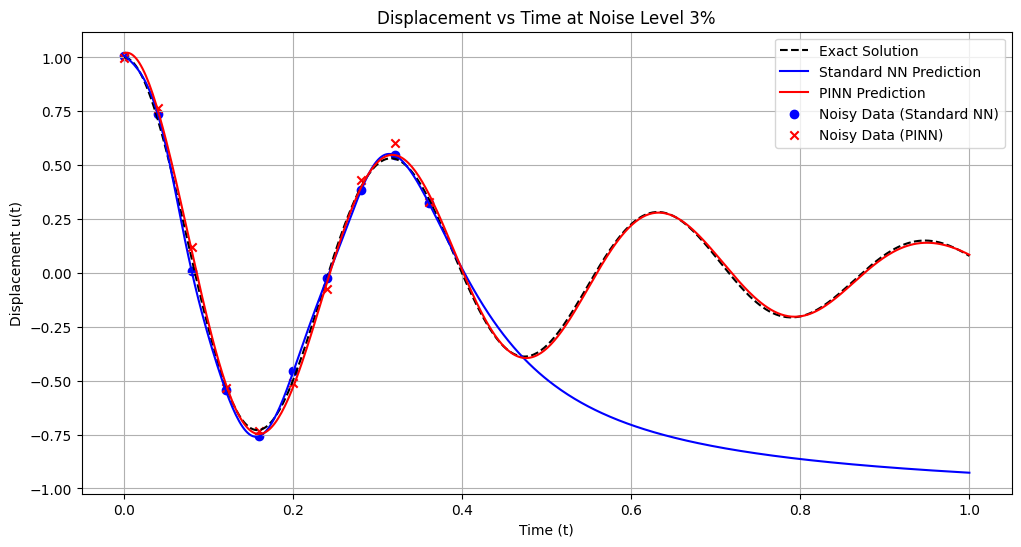 Displacement vs Time at Noise Level 3%
Exact Solution
Standard NN Prediction
PINN Prediction
Noisy Data (Standard NN)
Noisy Data (PINN)
Displacement u(t)
1.00
0.75
0.50
0.25
0.00
−0.25
−0.50
−0.75
−1.00
0.0 0.2 0.4 0.6 0.8 1.0
Time (t)